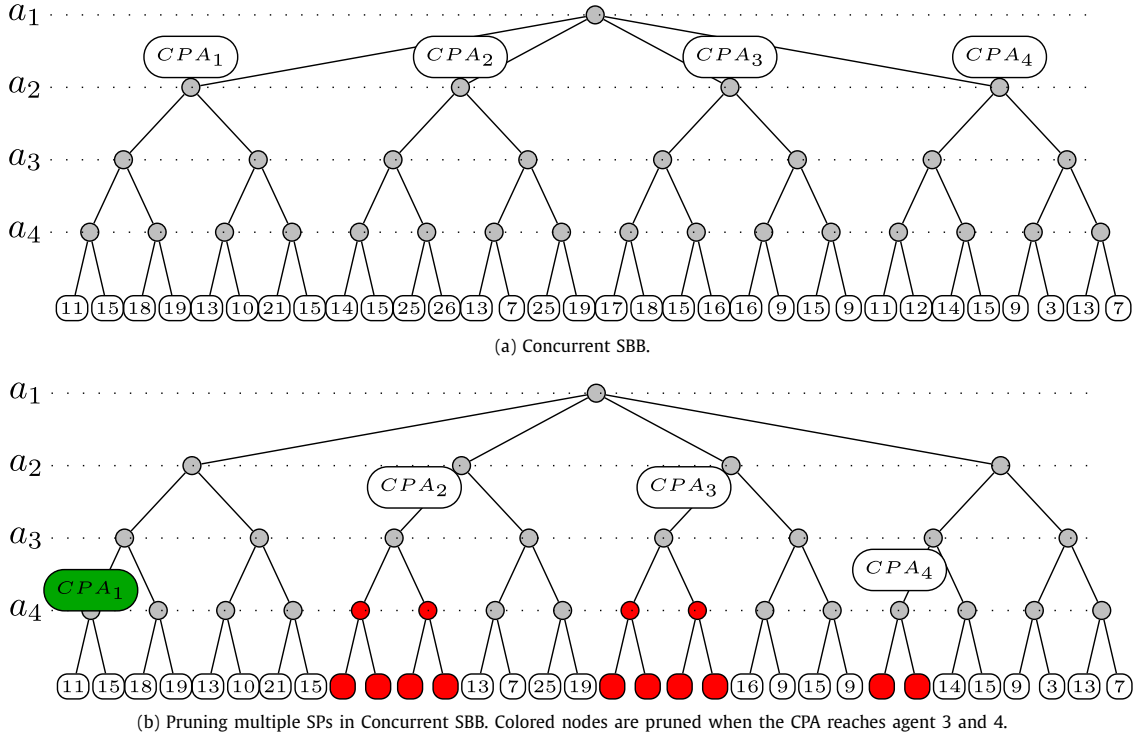 a1
CPA1 CPA2 CPA3 CPA4
a2
a3
a4
11 15 18 19 13 10 21 15 14 15 25 26 13 7 25 19 17 18 15 16 16 9 15 9 11 12 14 15 9 3 13 7
(a) Concurrent SBB.
a1
a2
CPA2 CPA3
a3
CPA4
CPA1
a4
11 15 18 19 13 10 21 15 13 7 25 19 16 9 15 9 14 15 9 3 13 7
(b) Pruning multiple SPs in Concurrent SBB. Colored nodes are pruned when the CPA reaches agent 3 and 4.